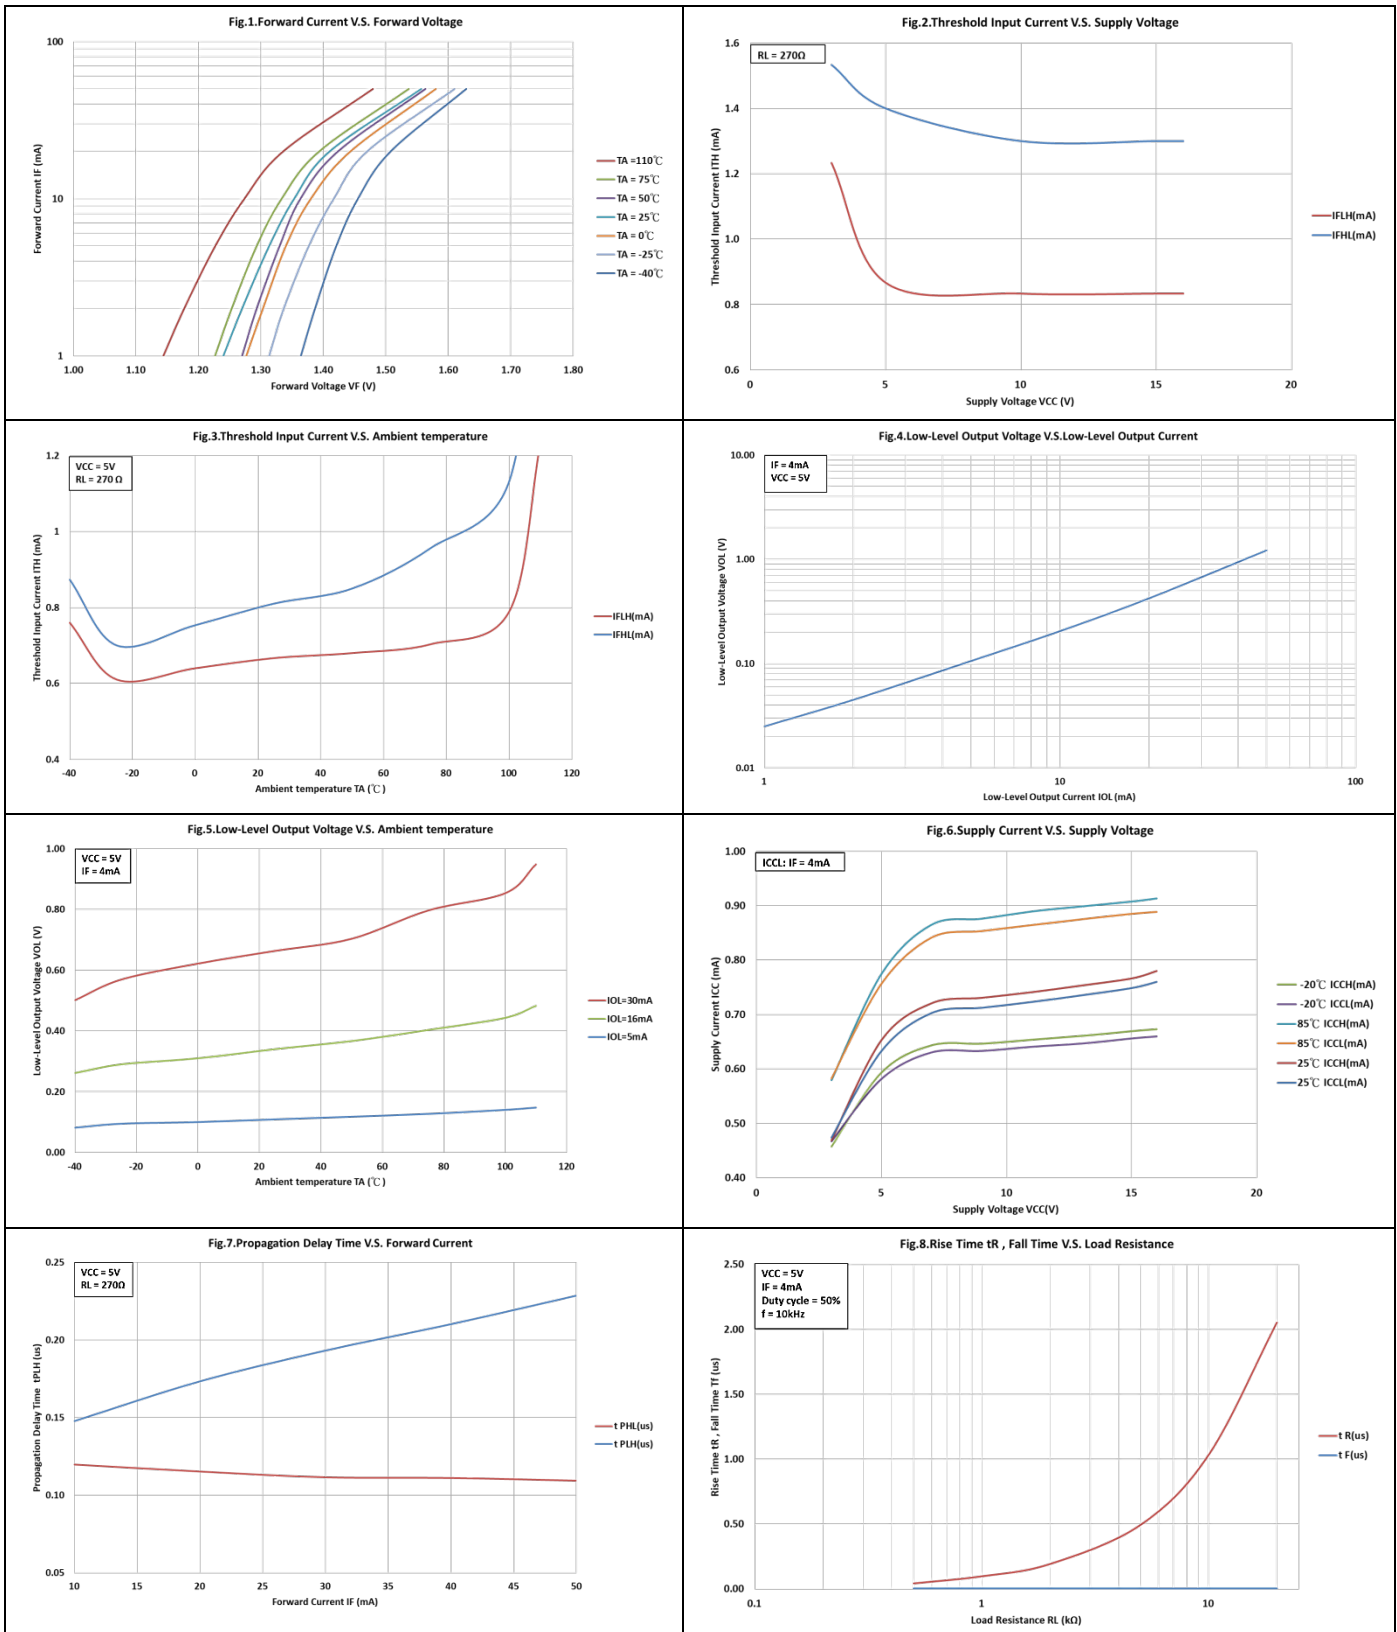 Fig.1.Forward Current V.S. Forward Voltage
100
10
1
Forward Current IF (mA)
1.00 1.10 1.20 1.30 1.40 1.50 1.60 1.70 1.80
Forward Voltage VF (V)
TA =110℃
TA = 75℃
TA = 50℃
TA = 25℃
TA = 0℃
TA = -25℃
TA = -40℃
Fig.2.Threshold Input Current V.S. Supply Voltage
RL = 270Ω
1.6
1.4
1.2
1.0
0.8
0.6
Threshold Input Current ITH (mA)
0 5 10 15 20
Supply Voltage VCC (V)
IFLH(mA)
IFHL(mA)
Fig.3.Threshold Input Current V.S. Ambient temperature
VCC = 5V
RL = 270 Ω
1.2
1
0.8
0.6
0.4
Threshold Input Current ITH (mA)
-40 -20 0 20 40 60 80 100 120
Ambient temperature TA (℃)
IFLH(mA)
IFHL(mA)
Fig.4.Low-Level Output Voltage V.S.Low-Level Output Current
IF = 4mA
VCC = 5V
10.00
1.00
0.10
0.01
Low-Level Output Voltage VOL (V)
1 10 100
Low-Level Output Current IOL (mA)
Fig.5.Low-Level Output Voltage V.S. Ambient temperature
VCC = 5V
IF = 4mA
1.00
0.80
0.60
0.40
0.20
0.00
Low-Level Output Voltage VOL (V)
-40 -20 0 20 40 60 80 100 120
Ambient temperature TA (℃)
IOL=30mA
IOL=16mA
IOL=5mA
Fig.6.Supply Current V.S. Supply Voltage
ICCL: IF = 4mA
1.00
0.90
0.80
0.70
0.60
0.50
0.40
Supply Current ICC (mA)
0 5 10 15 20
Supply Voltage VCC(V)
-20℃ ICCH(mA)
-20℃ ICCL(mA)
85℃ ICCH(mA)
85℃ ICCL(mA)
25℃ ICCH(mA)
25℃ ICCL(mA)
Fig.7.Propagation Delay Time V.S. Forward Current
VCC = 5V
RL = 270Ω
0.25
0.20
0.15
0.10
0.05
Propagation Delay Time tPLH (us)
10 15 20 25 30 35 40 45 50
Forward Current IF (mA)
t PHL(us)
t PLH(us)
Fig.8.Rise Time tR , Fall Time V.S. Load Resistance
VCC = 5V
IF = 4mA
Duty cycle = 50%
f = 10kHz
2.50
2.00
1.50
1.00
0.50
0.00
Rise Time tR , Fall Time Tf (us)
0.1 1 10
Load Resistance RL (kΩ)
t R(us)
t F(us)